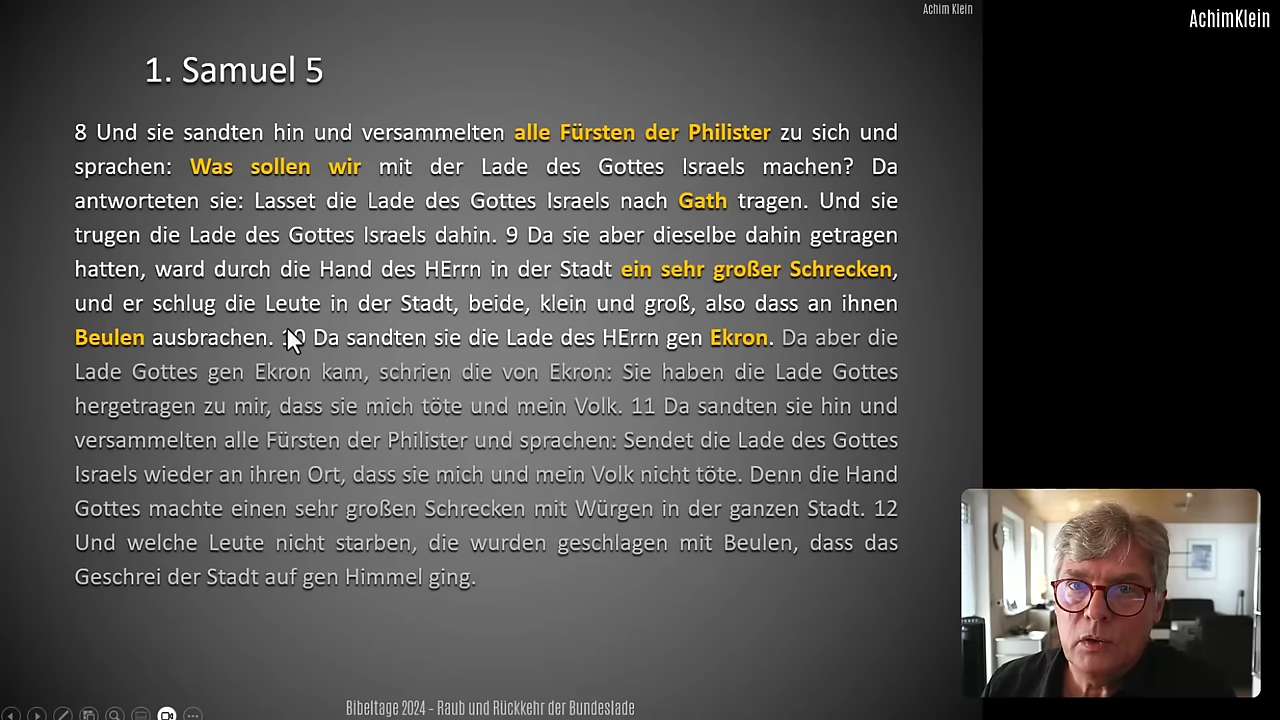 Achim Klein
AchimKlein
1. Samuel 5
8 Und sie sandten hin und versammelten alle Fürsten der Philister zu sich und
sprachen: Was sollen wir mit der Lade des Gottes Israels machen? Da
antworteten sie: Lasset die Lade des Gottes Israels nach Gath tragen. Und sie
trugen die Lade des Gottes Israels dahin. 9 Da sie aber dieselbe dahin getragen
hatten, ward durch die Hand des HErrn in der Stadt ein sehr großer Schrecken,
und er schlug die Leute in der Stadt, beide, klein und groß, also dass an ihnen
Beulen ausbrachen. 10 Da sandten sie die Lade des HErrn gen Ekron. Da aber die
Lade Gottes gen Ekron kam, schrien die von Ekron: Sie haben die Lade Gottes
hergetragen zu mir, dass sie mich töte und mein Volk. 11 Da sandten sie hin und
versammelten alle Fürsten der Philister und sprachen: Sendet die Lade des Gottes
Israels wieder an ihren Ort, dass sie mich und mein Volk nicht töte. Denn die Hand
Gottes machte einen sehr großen Schrecken mit Würgen in der ganzen Stadt. 12
Und welche Leute nicht starben, die wurden geschlagen mit Beulen, dass das
Geschrei der Stadt auf gen Himmel ging.
Bibeltage 2024 – Raub und Rückkehr der Bundeslade